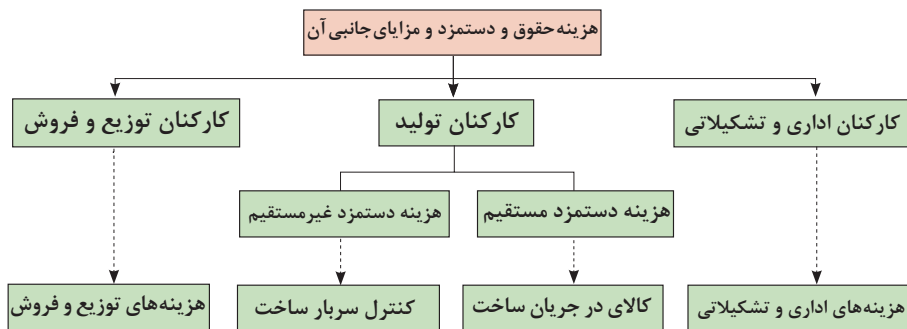 هزینه حقوق و دستمزد و مزایای جانبی آن
کارکنان اداری و تشکیلاتی
کارکنان تولید
کارکنان توزیع و فروش
هزینه دستمزد مستقیم
هزینه دستمزد غیرمستقیم
هزینه‌های اداری و تشکیلاتی
کالای در جریان ساخت
کنترل سربار ساخت
هزینه‌های توزیع و فروش